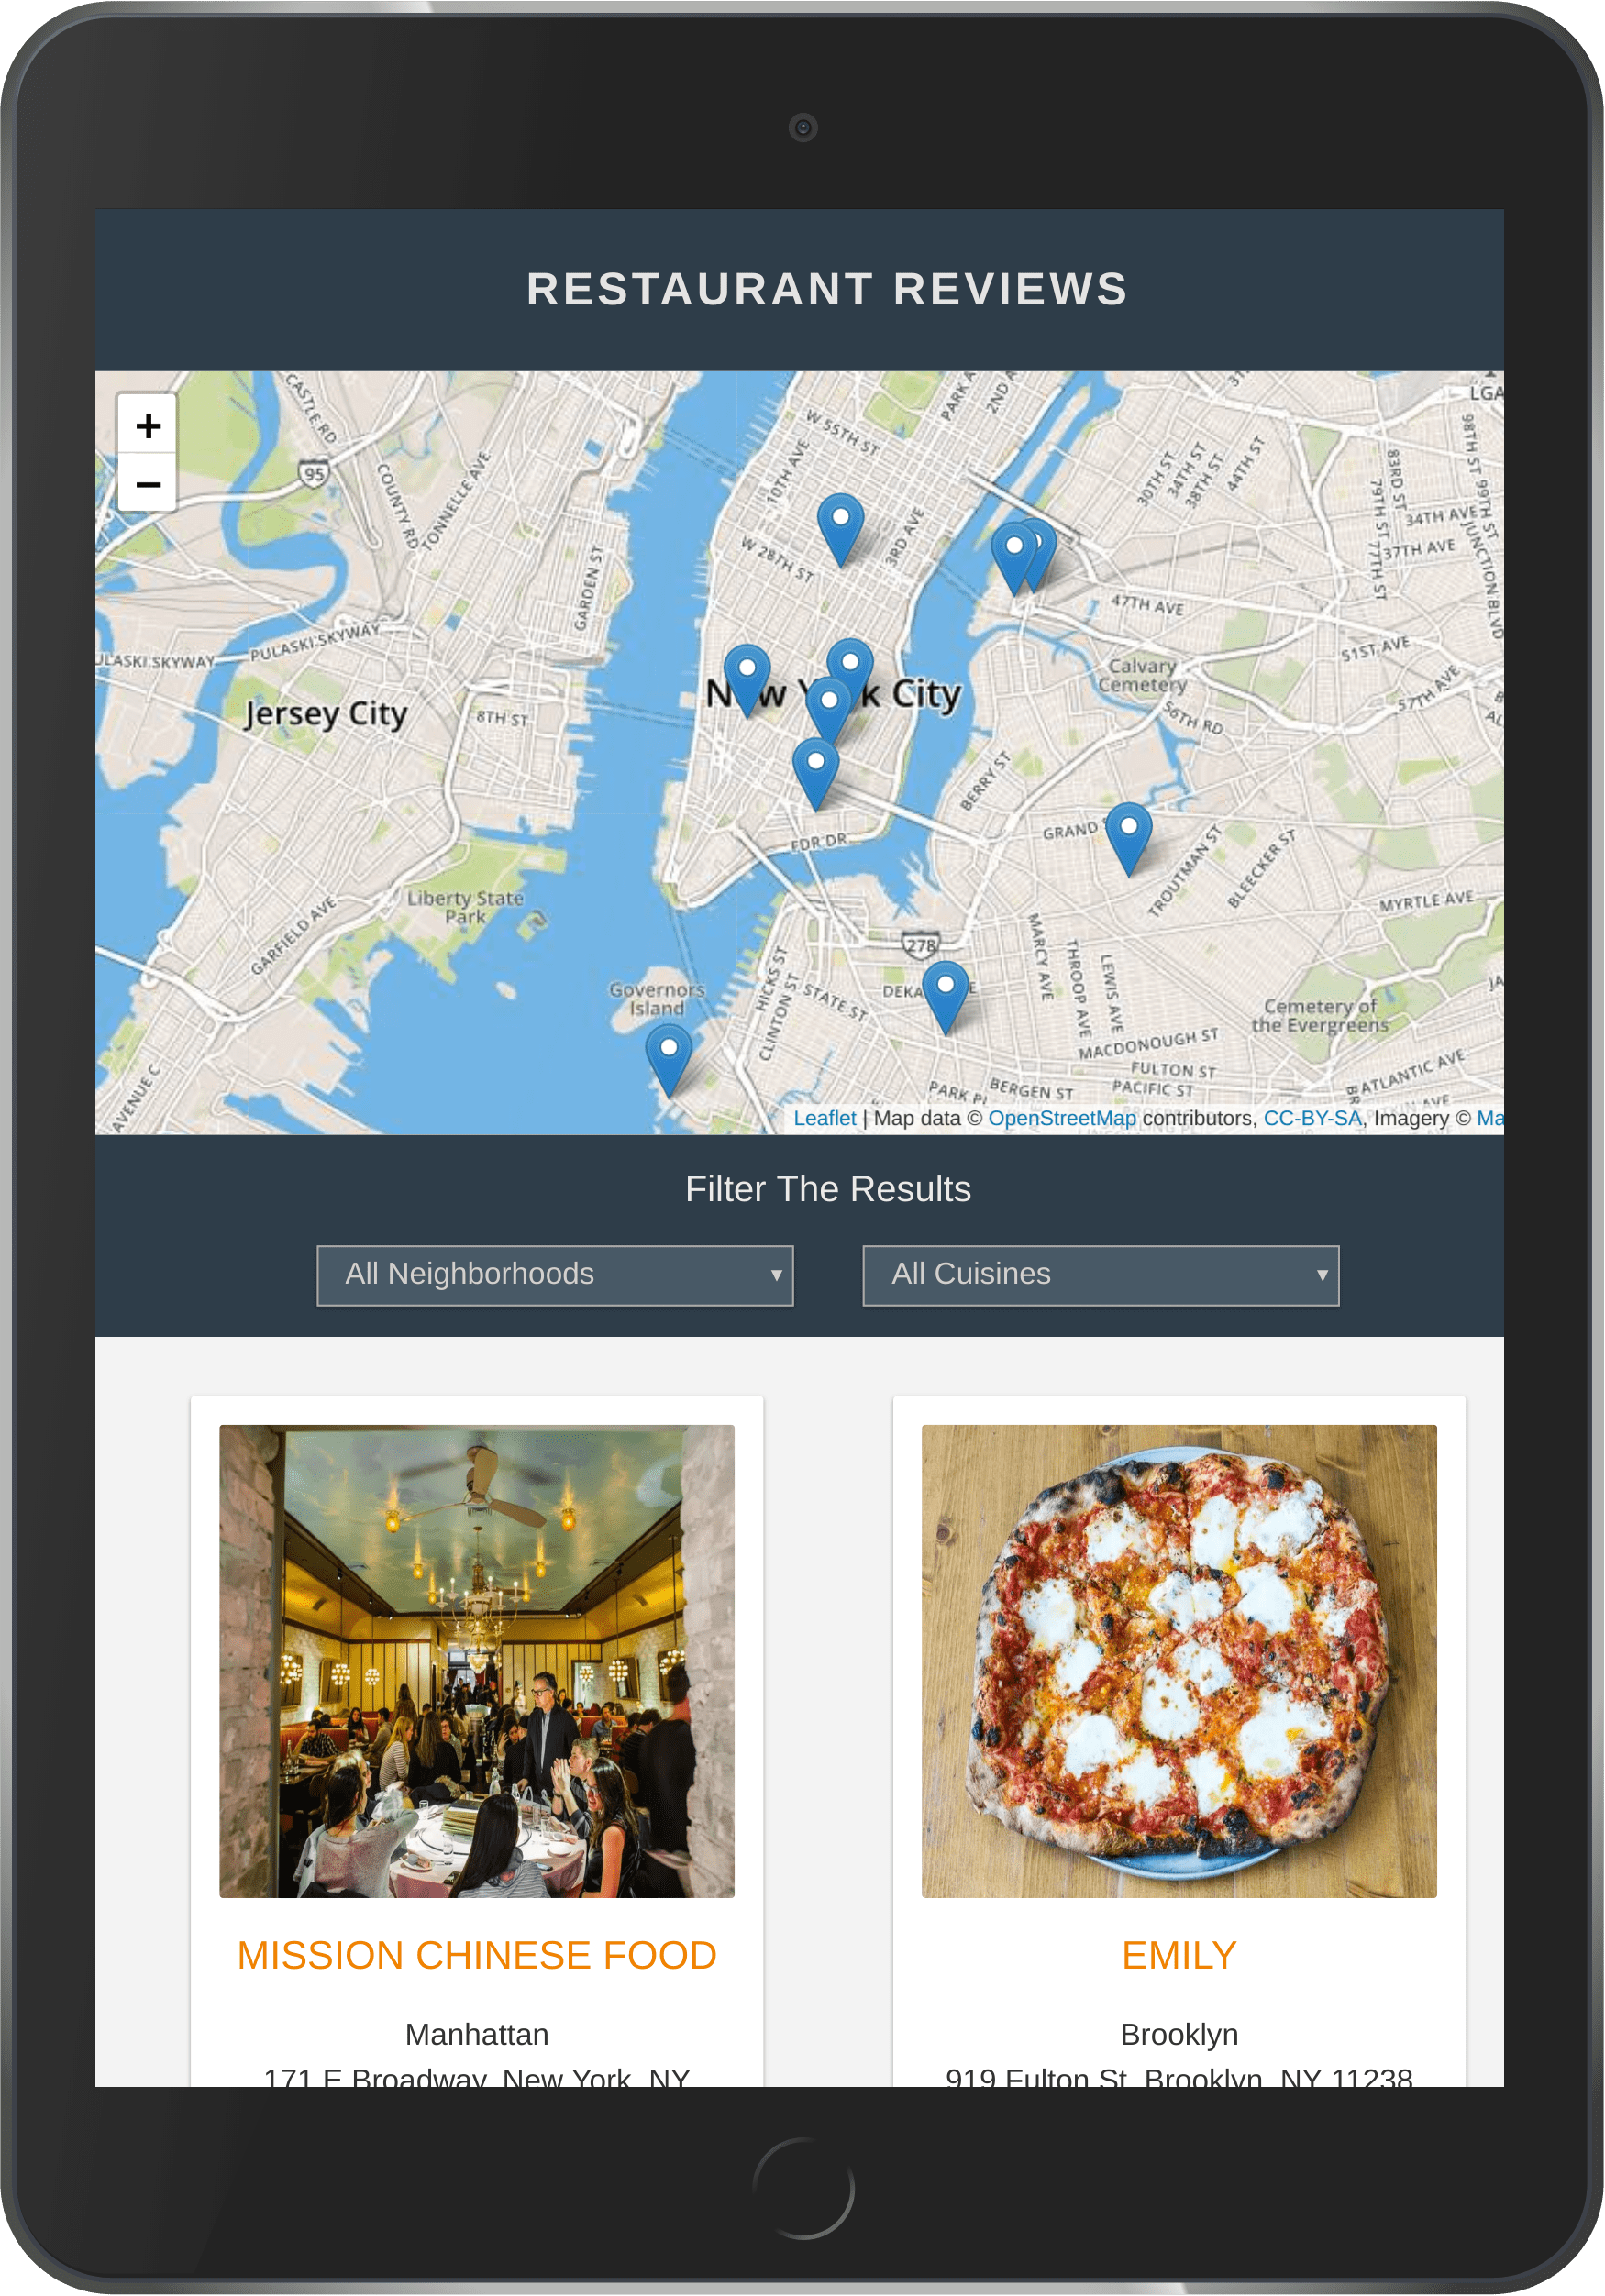 RESTAURANT REVIEWS
+
−
CASTLE RD
95
COUNTY RD
TONNELLE AVE
GARDEN ST
PULASKI SKYWAY
ULASKI SKYWAY
Jersey City
8TH ST
Liberty State
Park
GARFIELD AVE
AVENUE C
Governors
Island
PARK A
2ND A
W 55TH ST
10TH AVE
W 28TH ST
3RD AVE
New York City
FDR DR
BERRY ST
GRAND
278
HICKS ST
CLINTON ST
STATE ST
DEKA
MARCY AVE
THROOP AVE
LEWIS AVE
MACDONOUGH ST
FULTON ST
PACIFIC ST
BERGEN ST
PARK PL
ATLANTIC AVE
LGA
30TH ST
34TH ST
38TH ST
44TH ST
83RD ST
79TH ST
77TH ST
98TH ST
99TH ST
34TH AVE
37TH AVE
JUNCTION BLVD
47TH AVE
51ST AVE
57TH AVE
56TH RD
Calvary
Cemetery
TROUTMAN ST
BLEECKER ST
MYRTLE AVE
Cemetery of
the Evergreens
Leaflet | Map data © OpenStreetMap contributors, CC-BY-SA, Imagery © Ma
Filter The Results
All Neighborhoods ▾
All Cuisines ▾
MISSION CHINESE FOOD
Manhattan
171 E Broadway, New York, NY
EMILY
Brooklyn
919 Fulton St, Brooklyn, NY 11238